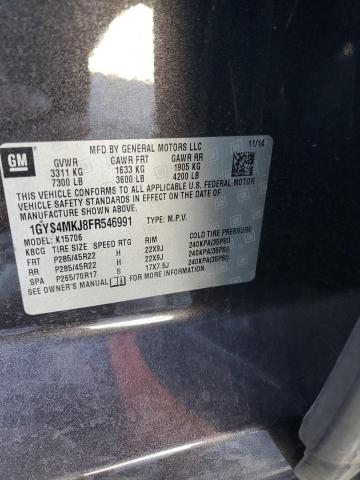 GM
MFD BY GENERAL MOTORS LLC
11/14
GVWR GAWR FRT GAWR RR
3311 KG 1633 KG 1905 KG
7300 LB 3600 LB 4200 LB
THIS VEHICLE CONFORMS TO ALL APPLICABLE U.S. FEDERAL MOTOR
VEHICLE SAFETY STANDARDS IN EFFECT ON THE DATE OF
MANUFACTURE SHOWN ABOVE.
1GYS4MKJ8FR546991 TYPE: M.P.V.
MODEL: K15706
KBCG TIRE SIZE SPEED RTG RIM COLD TIRE PRESSURE
FRT P285/45R22 H 22X9J 240KPA(35PSI)
RR P285/45R22 H 22X9J 240KPA(35PSI)
SPA P265/70R17 S 17X7.5J 240KPA(35PSI)
SEE OWNER'S MANUAL FOR MORE INFORMATION.